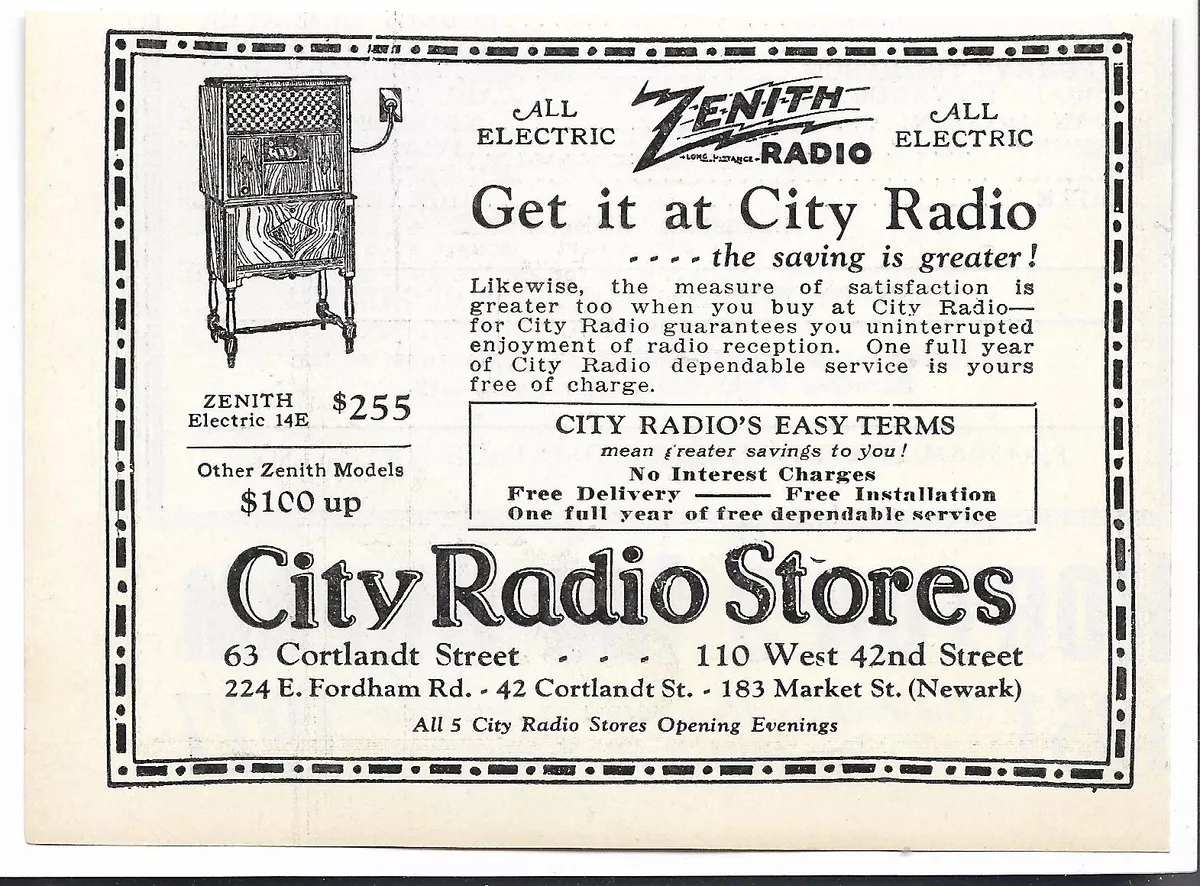 ALL ELECTRIC
ZENITH
-LONG DISTANCE- RADIO
ALL ELECTRIC
Get it at City Radio
- - - - the saving is greater!
Likewise, the measure of satisfaction is
greater too when you buy at City Radio—
for City Radio guarantees you uninterrupted
enjoyment of radio reception. One full year
of City Radio dependable service is yours
free of charge.
ZENITH
Electric 14E
$255
Other Zenith Models
$100 up
CITY RADIO'S EASY TERMS
mean greater savings to you!
No Interest Charges
Free Delivery —— Free Installation
One full year of free dependable service
City Radio Stores
63 Cortlandt Street - - - 110 West 42nd Street
224 E. Fordham Rd. - 42 Cortlandt St. - 183 Market St. (Newark)
All 5 City Radio Stores Opening Evenings